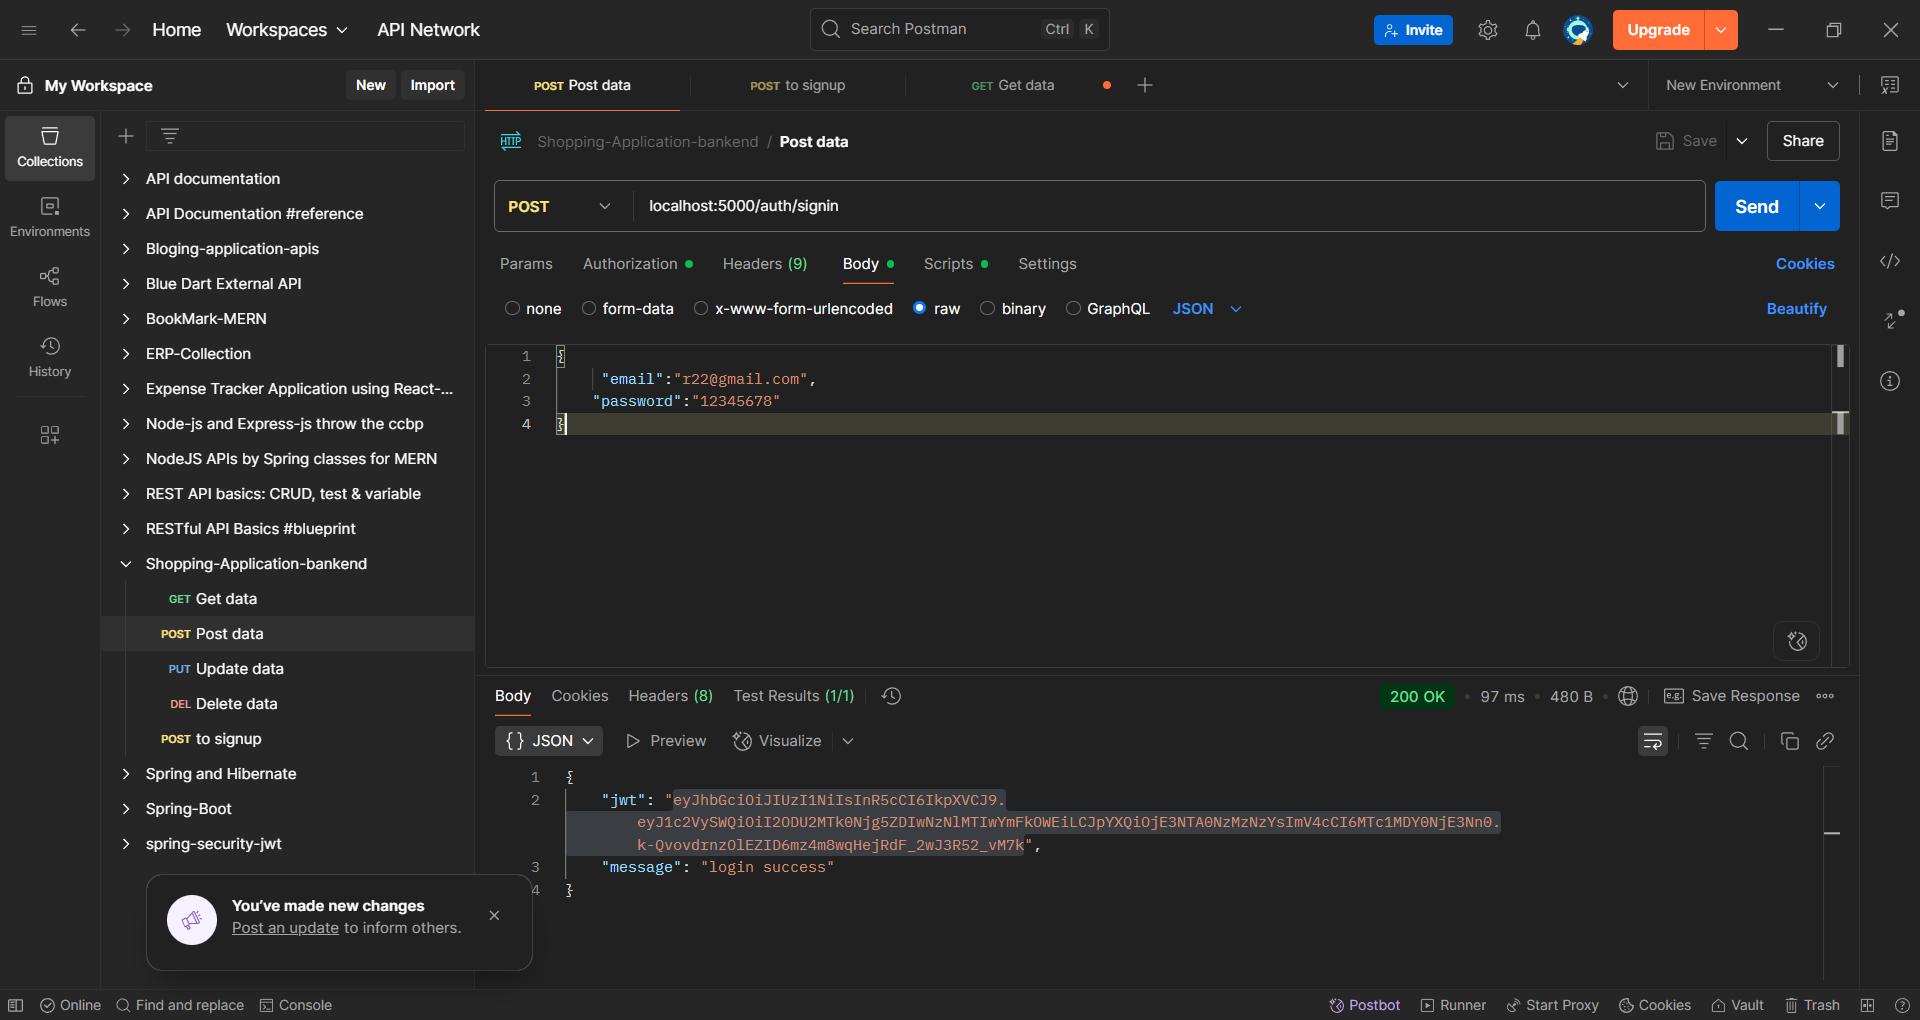 Home
Workspaces
API Network
Search Postman
Ctrl K
Invite
Upgrade
My Workspace
New
Import
POST Post data
POST to signup
GET Get data
New Environment
Collections
Environments
Flows
History
API documentation
API Documentation #reference
Bloging-application-apis
Blue Dart External API
BookMark-MERN
ERP-Collection
Expense Tracker Application using React-...
Node-js and Express-js throw the ccbp
NodeJS APIs by Spring classes for MERN
REST API basics: CRUD, test & variable
RESTful API Basics #blueprint
Shopping-Application-bankend
GET Get data
POST Post data
PUT Update data
DEL Delete data
POST to signup
Spring and Hibernate
Spring-Boot
spring-security-jwt
You've made new changes
Post an update to inform others.
HTTP Shopping-Application-bankend / Post data
Save
Share
POST
localhost:5000/auth/signin
Send
Params
Authorization
Headers (9)
Body
Scripts
Settings
Cookies
none
form-data
x-www-form-urlencoded
raw
binary
GraphQL
JSON
Beautify
1 {
2 "email":"r22@gmail.com",
3 "password":"12345678"
4 }
Body
Cookies
Headers (8)
Test Results (1/1)
200 OK • 97 ms • 480 B
e.g. Save Response
{} JSON
Preview
Visualize
1 {
2 "jwt": "eyJhbGciOiJIUzI1NiIsInR5cCI6IkpXVCJ9.
eyJ1c2VySWQiOiI2ODU2MTk0Njg5ZDIwNzNlMTIwYmFkOWEiLCJpYXQiOjE3NTA0NzMzNzYsImV4cCI6MTc1MDY0NjE3Nn0.
k-QvovdrnzOlEZID6mz4m8wqHejRdF_2wJ3R52_vM7k",
3 "message": "login success"
4 }
Online
Find and replace
Console
Postbot
Runner
Start Proxy
Cookies
Vault
Trash